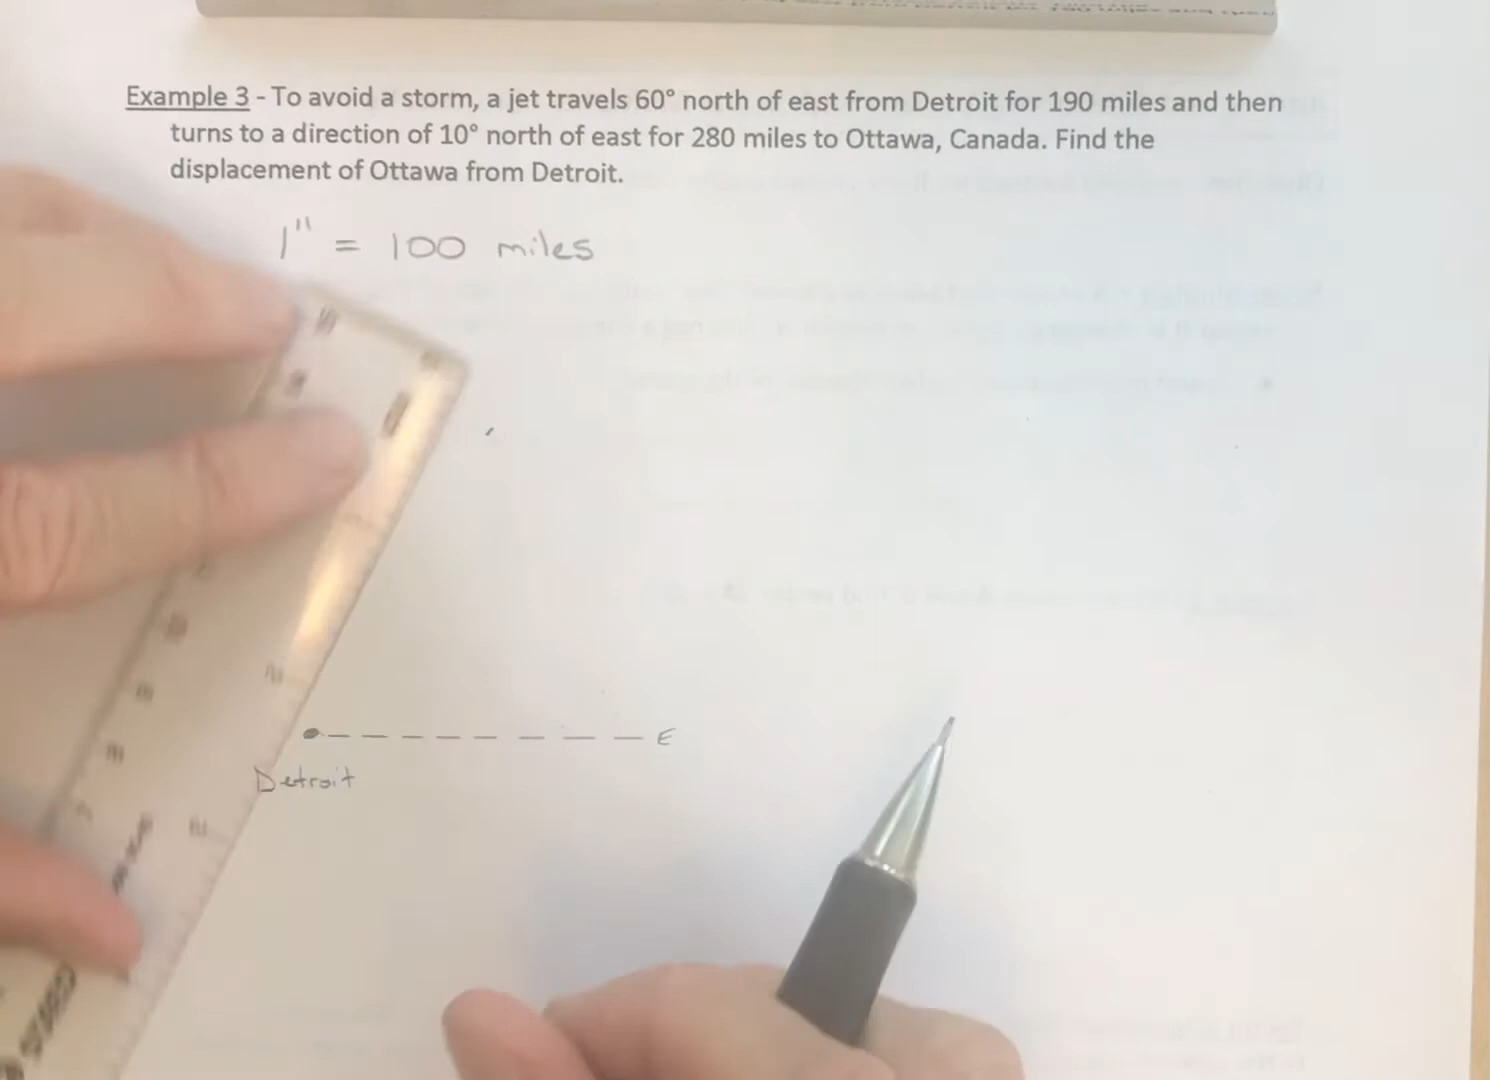 Example 3 - To avoid a storm, a jet travels 60° north of east from Detroit for 190 miles and then
turns to a direction of 10° north of east for 280 miles to Ottawa, Canada. Find the
displacement of Ottawa from Detroit.
1" = 100 miles
E
Detroit